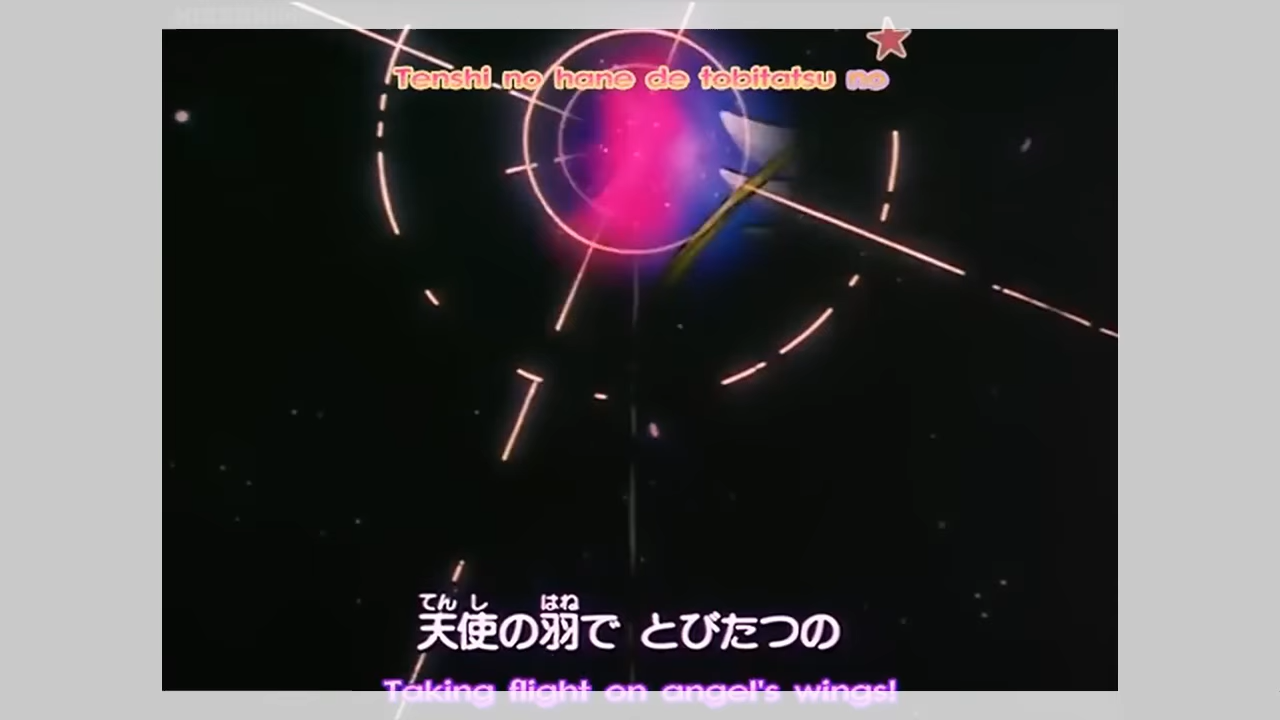 Tenshi no hane de tobitatsu no
てんし はね
天使の羽で とびたつの
Taking flight on angel's wings!